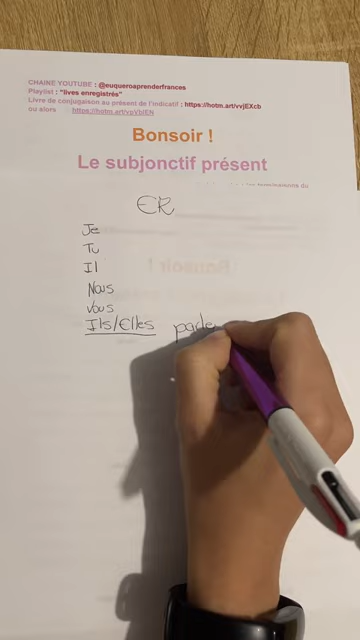 CHAINE YOUTUBE : @euqueroaprenderfrances
Playlist : "lives enregistrés"
Livre de conjugaison au présent de l'indicatif : https://hotm.art/vvjEXcb
ou alors https://hotm.art/vpVblEN
Bonsoir !
Le subjonctif présent
ER
Je
Tu
Il
Nous
Vous
Ils/Elles parle